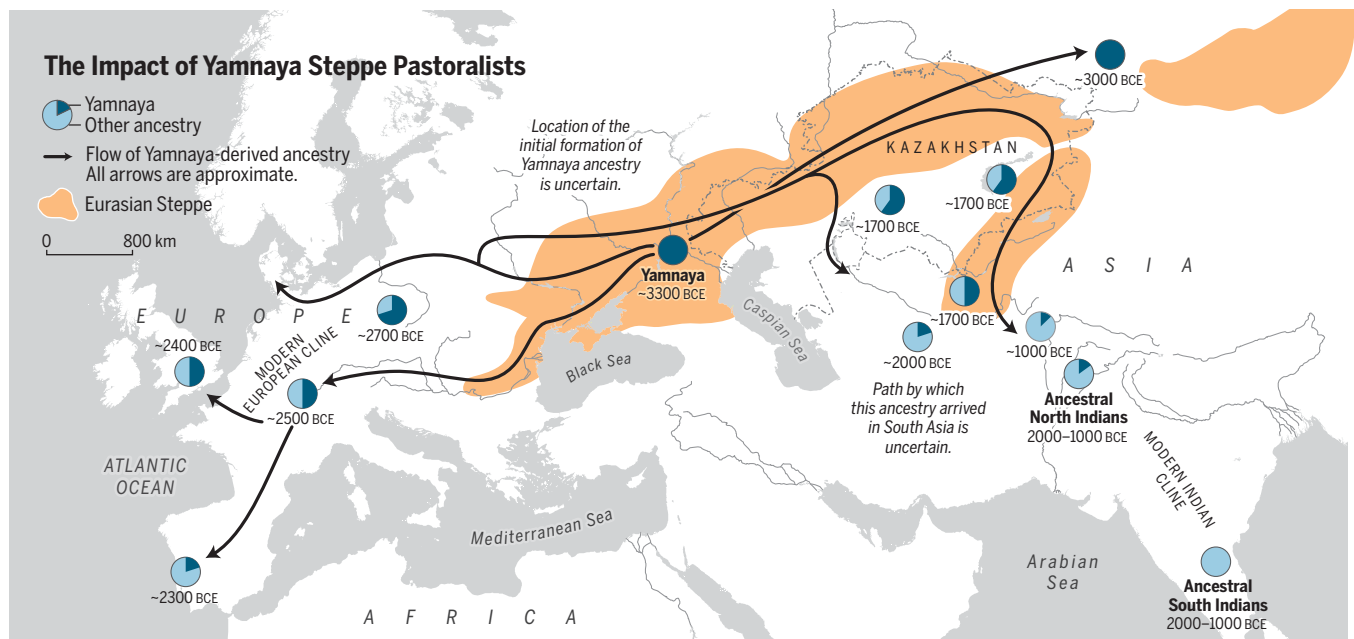 The Impact of Yamnaya Steppe Pastoralists
Yamnaya
Other ancestry
Flow of Yamnaya-derived ancestry
All arrows are approximate.
Eurasian Steppe
0
800 km
Location of the
initial formation of
Yamnaya ancestry
is uncertain.
~3000 BCE
KAZAKHSTAN
~1700 BCE
~1700 BCE
Yamnaya
~3300 BCE
ASIA
EUROPE
~2700 BCE
~2400 BCE
MODERN
EUROPEAN CLINE
~2500 BCE
Black Sea
Caspian Sea
~1700 BCE
~2000 BCE
~1000 BCE
Path by which
this ancestry arrived
in South Asia is
uncertain.
Ancestral
North Indians
2000–1000 BCE
MODERN INDIAN
CLINE
ATLANTIC
OCEAN
Mediterranean Sea
Arabian
Sea
~2300 BCE
AFRICA
Ancestral
South Indians
2000–1000 BCE